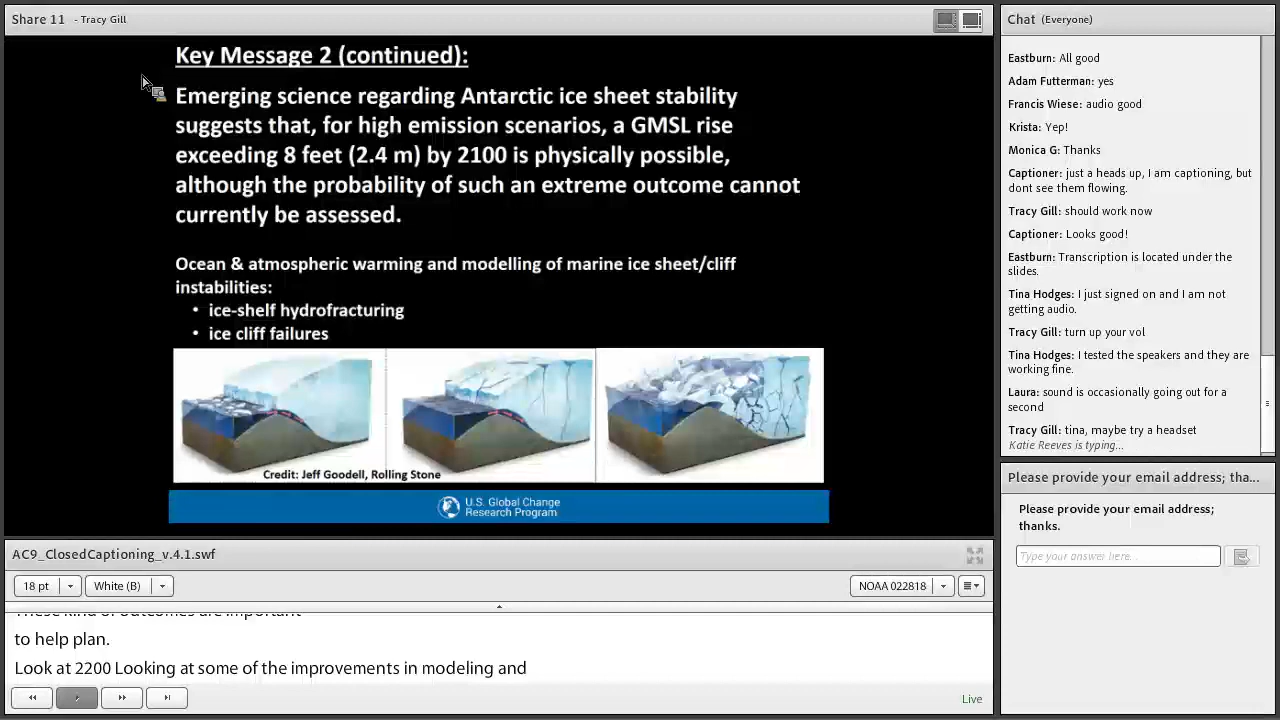 Share 11 - Tracy Gill
Key Message 2 (continued):
Emerging science regarding Antarctic ice sheet stability
suggests that, for high emission scenarios, a GMSL rise
exceeding 8 feet (2.4 m) by 2100 is physically possible,
although the probability of such an extreme outcome cannot
currently be assessed.
Ocean & atmospheric warming and modelling of marine ice sheet/cliff
instabilities:
• ice-shelf hydrofracturing
• ice cliff failures
Credit: Jeff Goodell, Rolling Stone
U.S. Global Change
Research Program
AC9_ClosedCaptioning_v.4.1.swf
18 pt White (B) NOAA 022818
These kind of outcomes are important
to help plan.
Look at 2200 Looking at some of the improvements in modeling and
Live
Chat (Everyone)
Eastburn: All good
Adam Futterman: yes
Francis Wiese: audio good
Krista: Yep!
Monica G: Thanks
Captioner: just a heads up, I am captioning, but
dont see them flowing.
Tracy Gill: should work now
Captioner: Looks good!
Eastburn: Transcription is located under the
slides.
Tina Hodges: I just signed on and I am not
getting audio.
Tracy Gill: turn up your vol
Tina Hodges: I tested the speakers and they are
working fine.
Laura: sound is occasionally going out for a
second
Tracy Gill: tina, maybe try a headset
Katie Reeves is typing...
Please provide your email address; tha...
Please provide your email address;
thanks.
Type your answer here...